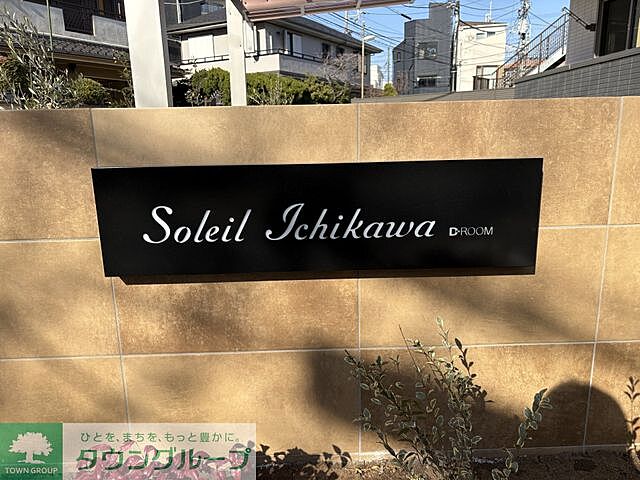 Soleil Ichikawa D-ROOM
ひとを、まちを、もっと豊かに。
TOWN GROUP
タウングループ